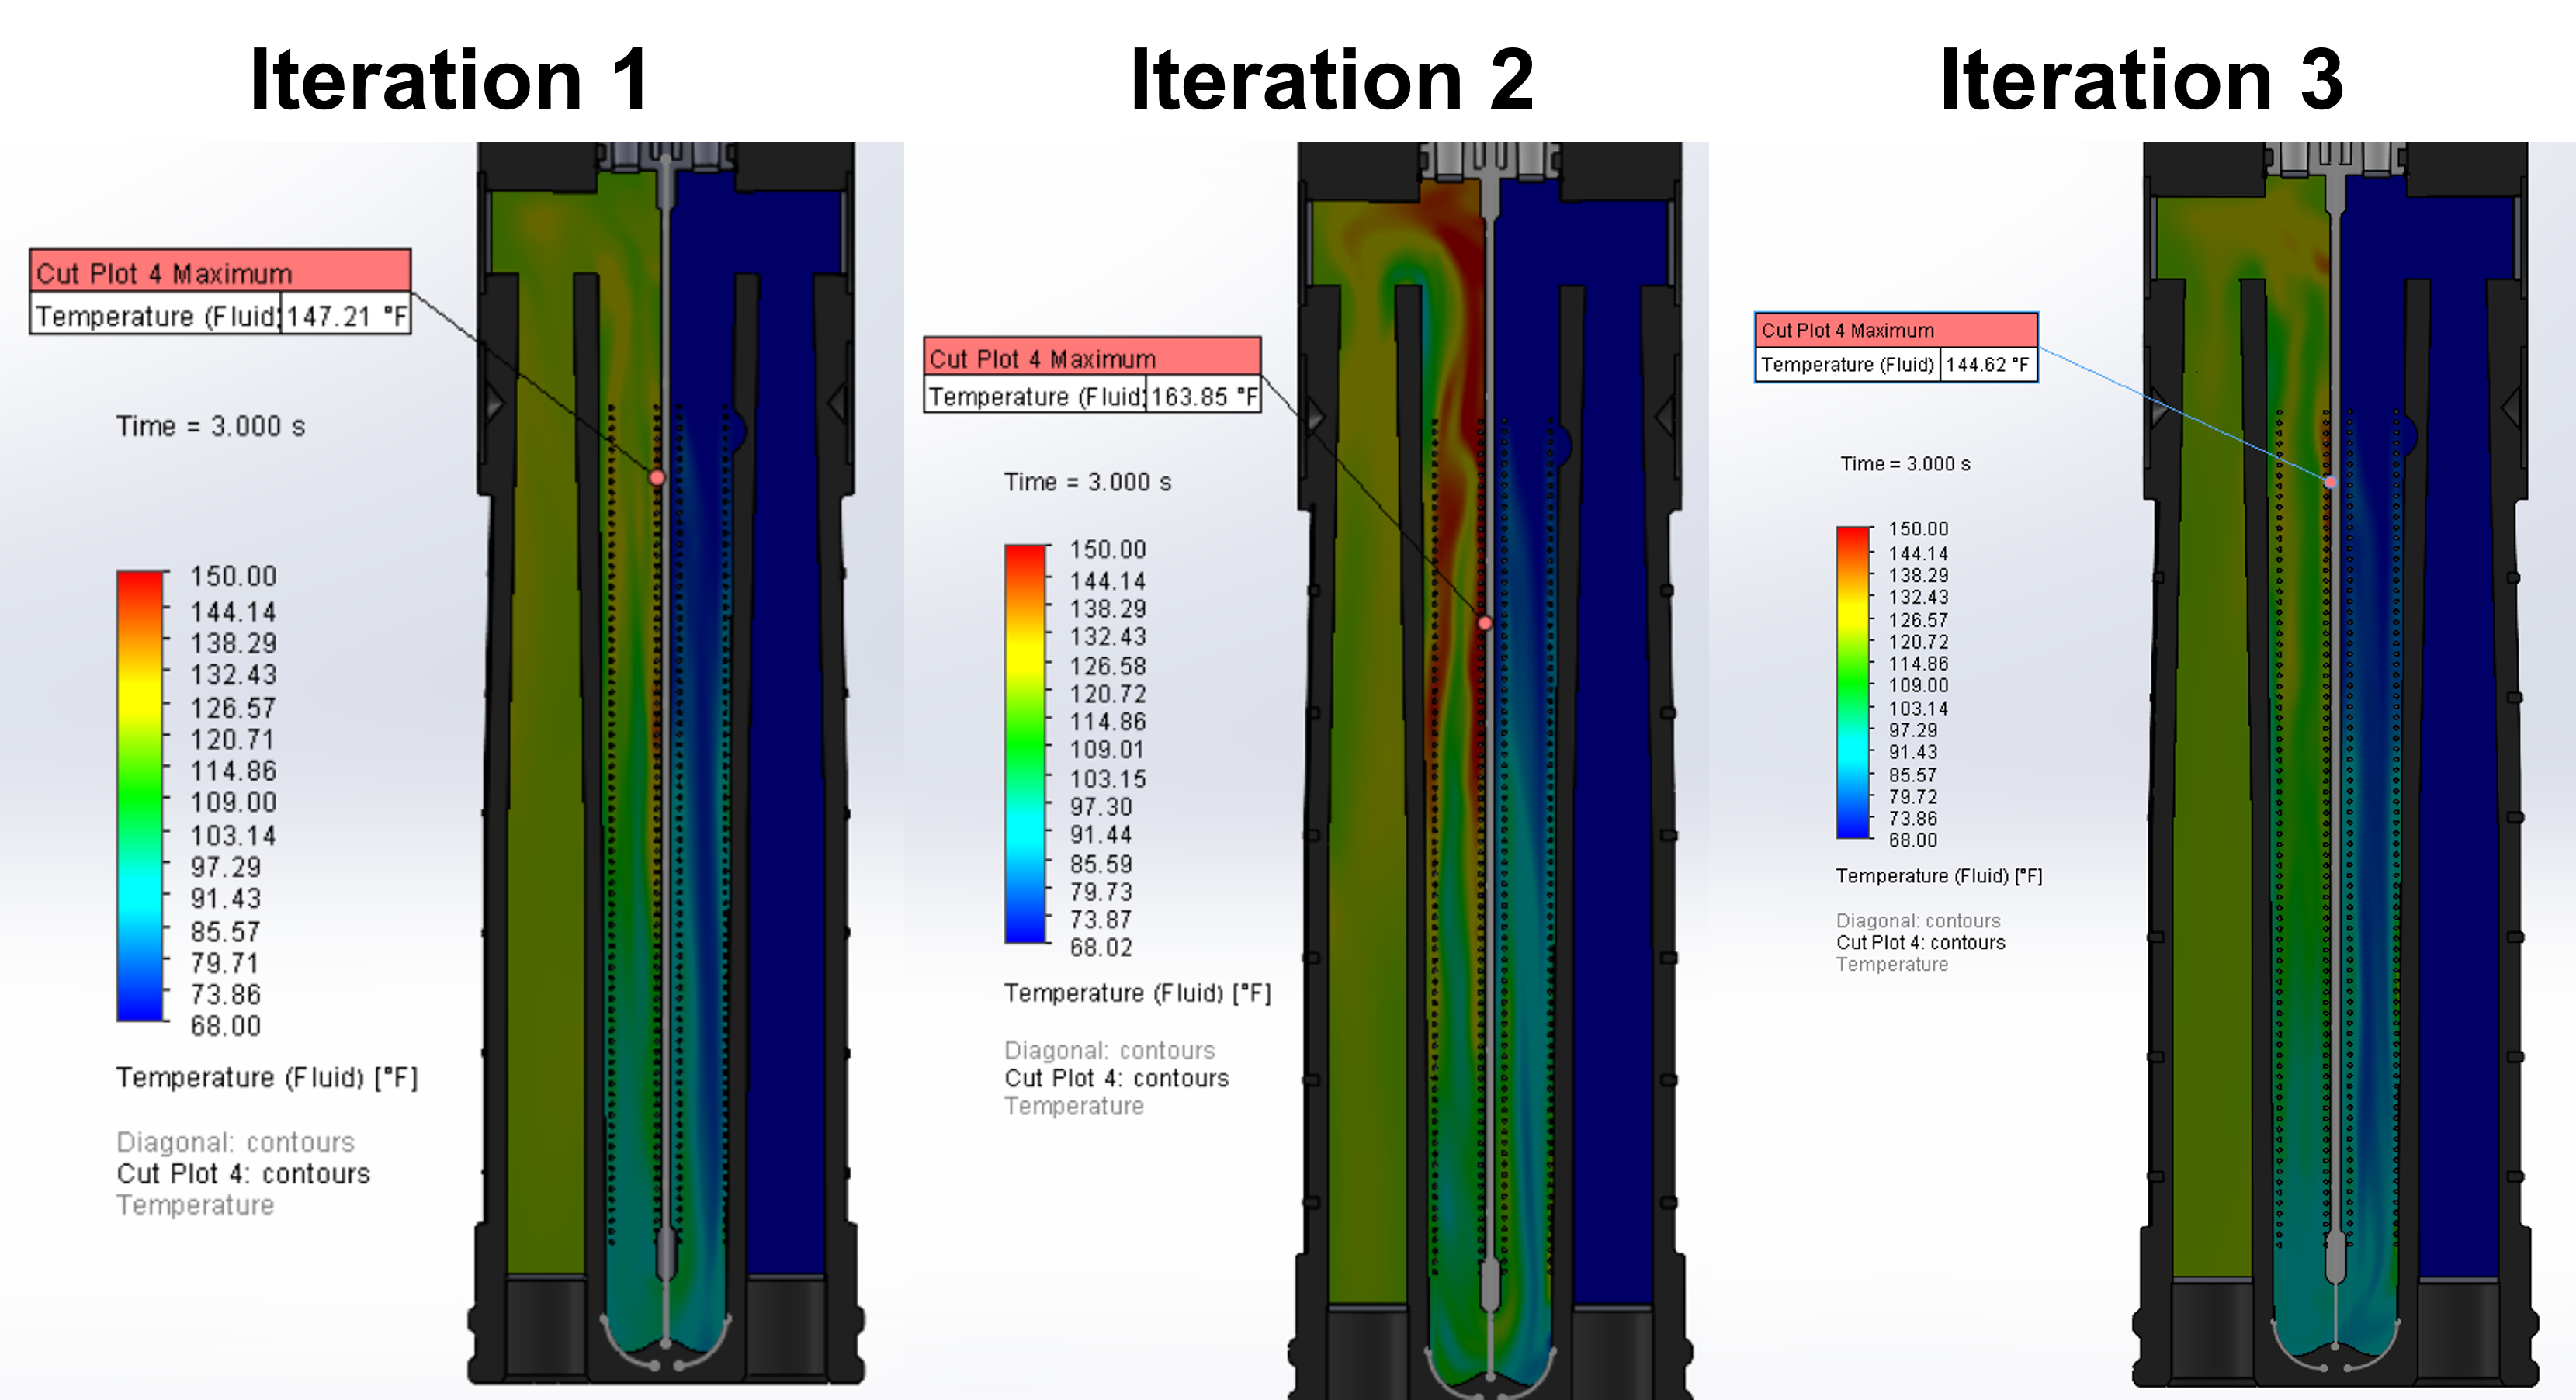 Iteration 1
Cut Plot 4 Maximum
Temperature (Fluid 147.21 °F
Time = 3.000 s
150.00
144.14
138.29
132.43
126.57
120.71
114.86
109.00
103.14
97.29
91.43
85.57
79.71
73.86
68.00
Temperature (Fluid) [°F]
Diagonal: contours
Cut Plot 4: contours
Temperature
Iteration 2
Cut Plot 4 Maximum
Temperature (Fluid 163.85 °F
Time = 3.000 s
150.00
144.14
138.29
132.43
126.58
120.72
114.86
109.01
103.15
97.30
91.44
85.59
79.73
73.87
68.02
Temperature (Fluid) [°F]
Diagonal: contours
Cut Plot 4: contours
Temperature
Iteration 3
Cut Plot 4 Maximum
Temperature (Fluid) 144.62 °F
Time = 3.000 s
150.00
144.14
138.29
132.43
126.57
120.72
114.86
109.00
103.14
97.29
91.43
85.57
79.72
73.86
68.00
Temperature (Fluid) [°F]
Diagonal: contours
Cut Plot 4: contours
Temperature